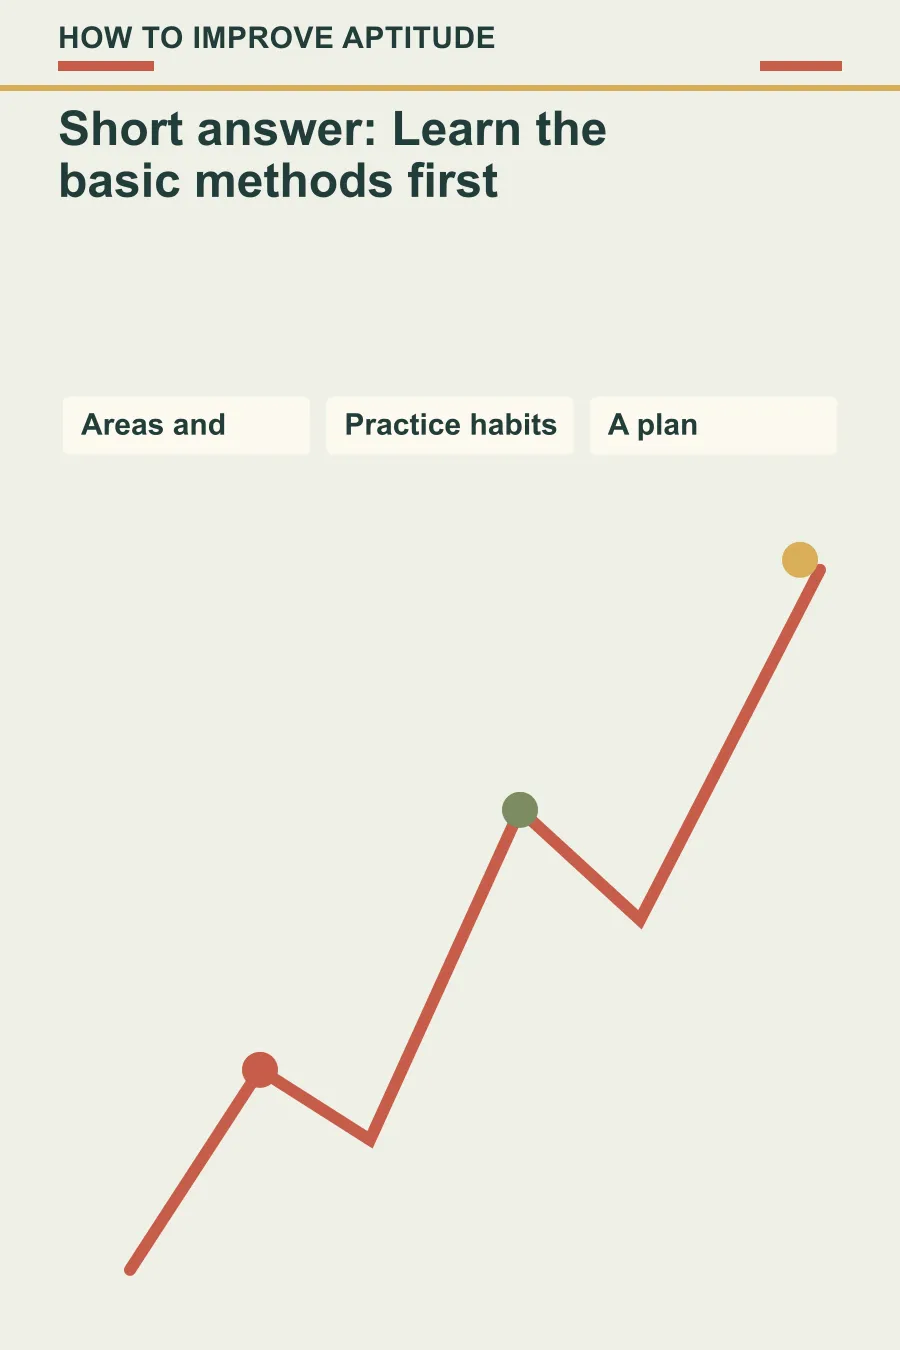 HOW TO IMPROVE APTITUDE
Short answer: Learn the
basic methods first
Areas and
Practice habits
A plan